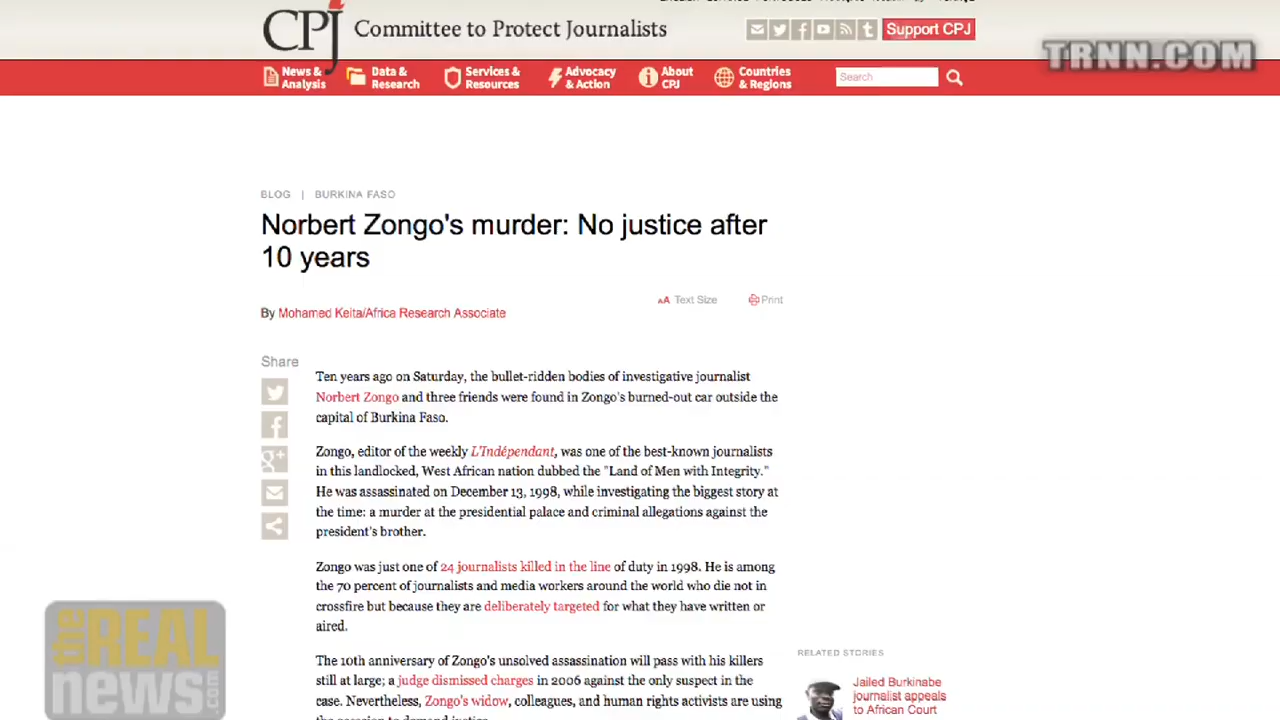 CPJ Committee to Protect Journalists
Support CPJ
TRNN.COM
News & Analysis
Data & Research
Services & Resources
Advocacy & Action
About CPJ
Countries & Regions
Search
BLOG | BURKINA FASO
Norbert Zongo's murder: No justice after
10 years
AA Text Size
Print
By Mohamed Keita/Africa Research Associate
Share
Ten years ago on Saturday, the bullet-ridden bodies of investigative journalist
Norbert Zongo and three friends were found in Zongo's burned-out car outside the
capital of Burkina Faso.
Zongo, editor of the weekly L'Indépendant, was one of the best-known journalists
in this landlocked, West African nation dubbed the "Land of Men with Integrity."
He was assassinated on December 13, 1998, while investigating the biggest story at
the time: a murder at the presidential palace and criminal allegations against the
president's brother.
Zongo was just one of 24 journalists killed in the line of duty in 1998. He is among
the 70 percent of journalists and media workers around the world who die not in
crossfire but because they are deliberately targeted for what they have written or
aired.
The 10th anniversary of Zongo's unsolved assassination will pass with his killers
still at large; a judge dismissed charges in 2006 against the only suspect in the
case. Nevertheless, Zongo's widow, colleagues, and human rights activists are using
RELATED STORIES
Jailed Burkinabe
journalist appeals
to African Court
the REAL
news.com